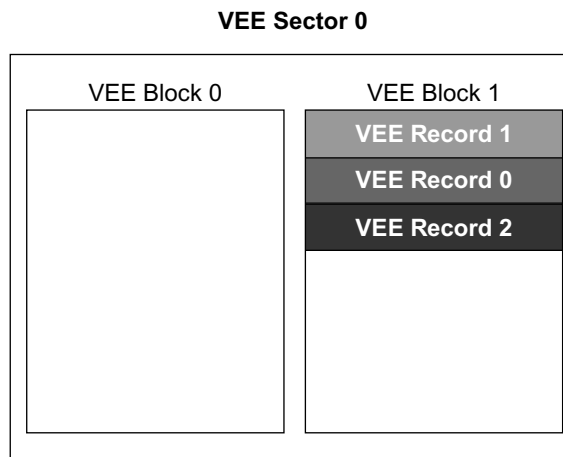 VEE Sector 0
VEE Block 0
VEE Block 1
VEE Record 1
VEE Record 0
VEE Record 2